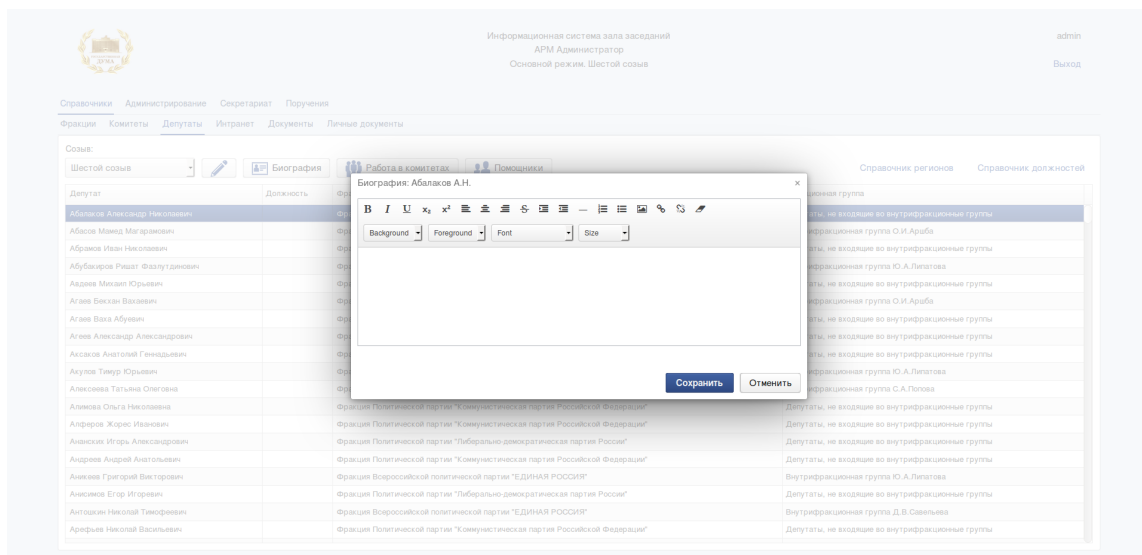 Информационная система зала заседаний
admin
АРМ Администратор
Основной режим. Шестой созыв
Выход
ДУМА
Справочники Администрирование Секретариат Поручения
Фракции Комитеты Депутаты Интранет Документы Личные документы
Созыв:
Шестой созыв Биография Работа в комитетах Помощники Справочник регионов Справочник должностей
Биография: Абалаков А.Н. ×
Депутат Должность группа
B I U x₂ x² S
Background Foreground Font Size
Абалаков Александр Николаевич не входящие во внутрифракционные группы
Абасов Мамед Магарамович группа О.И.Аршба
Абрамов Иван Николаевич не входящие во внутрифракционные группы
Абубакиров Ришат Фазлутдинович группа Ю.А.Липатова
Авдеев Михаил Юрьевич не входящие во внутрифракционные группы
Агаев Бекхан Вахаевич группа О.И.Аршба
Агаев Ваха Абуевич не входящие во внутрифракционные группы
Агеев Александр Александрович не входящие во внутрифракционные группы
Аксаков Анатолий Геннадьевич не входящие во внутрифракционные группы
Акулов Тимур Юрьевич группа Ю.А.Липатова
Алексеева Татьяна Олеговна группа С.А.Попова
Сохранить Отменить
Алимова Ольга Николаевна Фракция Политической партии "Коммунистическая партия Российской Федерации" Депутаты, не входящие во внутрифракционные группы
Алферов Жорес Иванович Фракция Политической партии "Коммунистическая партия Российской Федерации" Депутаты, не входящие во внутрифракционные группы
Ананских Игорь Александрович Фракция Политической партии "Либерально-демократическая партия России" Депутаты, не входящие во внутрифракционные группы
Андреев Андрей Анатольевич Фракция Политической партии "Коммунистическая партия Российской Федерации" Депутаты, не входящие во внутрифракционные группы
Аникеев Григорий Викторович Фракция Всероссийской политической партии "ЕДИНАЯ РОССИЯ" Внутрифракционная группа Ю.А.Липатова
Анисимов Егор Игоревич Фракция Политической партии "Либерально-демократическая партия России" Депутаты, не входящие во внутрифракционные группы
Антошкин Николай Тимофеевич Фракция Всероссийской политической партии "ЕДИНАЯ РОССИЯ" Внутрифракционная группа Д.В.Савельева
Арефьев Николай Васильевич Фракция Политической партии "Коммунистическая партия Российской Федерации" Депутаты, не входящие во внутрифракционные группы